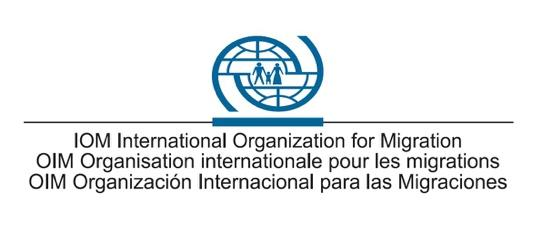 IOM International Organization for Migration
OIM Organisation internationale pour les migrations
OIM Organización Internacional para las Migraciones